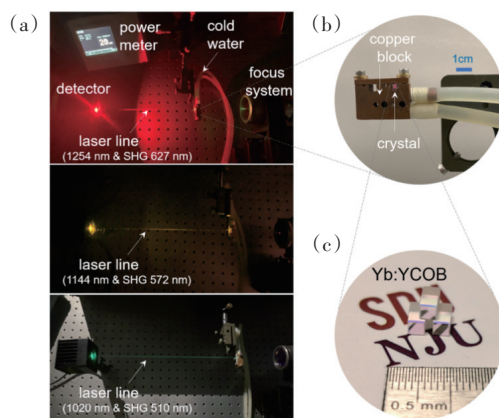 (a)
power
meter
cold
water
focus
system
detector
laser line
(1254 nm & SHG 627 nm)
laser line
(1144 nm & SHG 572 nm)
laser line
(1020 nm & SHG 510 nm)
(b)
copper
block
1cm
crystal
(c)
Yb:YCOB
NJU
0.5 mm